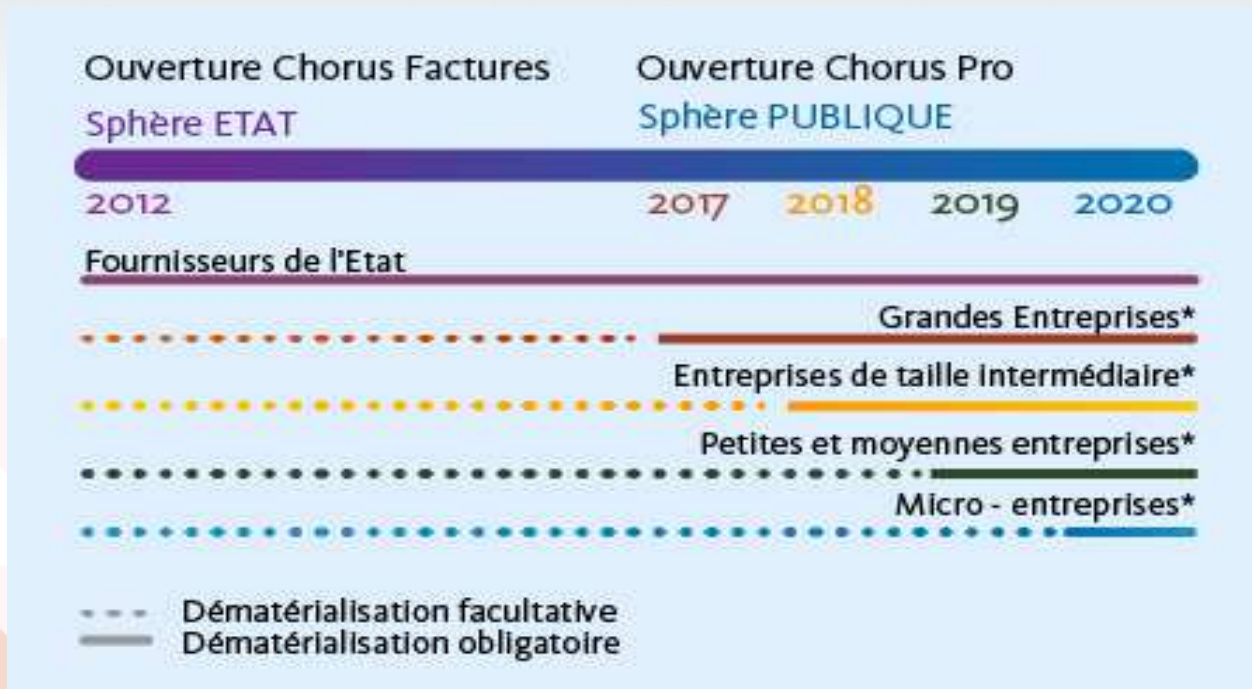 Ouverture Chorus Factures
Ouverture Chorus Pro
Sphère ETAT
Sphère PUBLIQUE
2012
2017
2018
2019
2020
Fournisseurs de l'Etat
Grandes Entreprises*
Entreprises de taille intermédiaire*
Petites et moyennes entreprises*
Micro - entreprises*
Dématérialisation facultative
Dématérialisation obligatoire